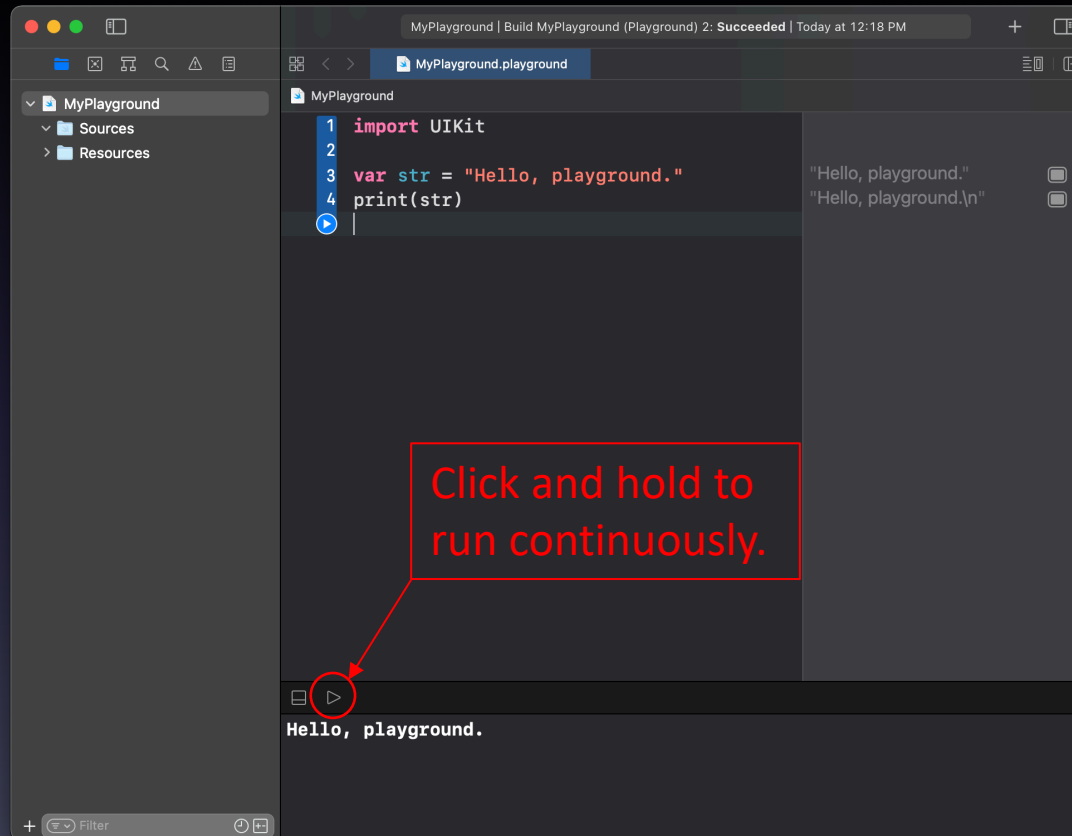 MyPlayground | Build MyPlayground (Playground) 2: Succeeded | Today at 12:18 PM
MyPlayground.playground
MyPlayground
MyPlayground
Sources
Resources
1 import UIKit
2
3 var str = "Hello, playground."
4 print(str)
"Hello, playground."
"Hello, playground.\n"
Click and hold to
run continuously.
Hello, playground.
Filter